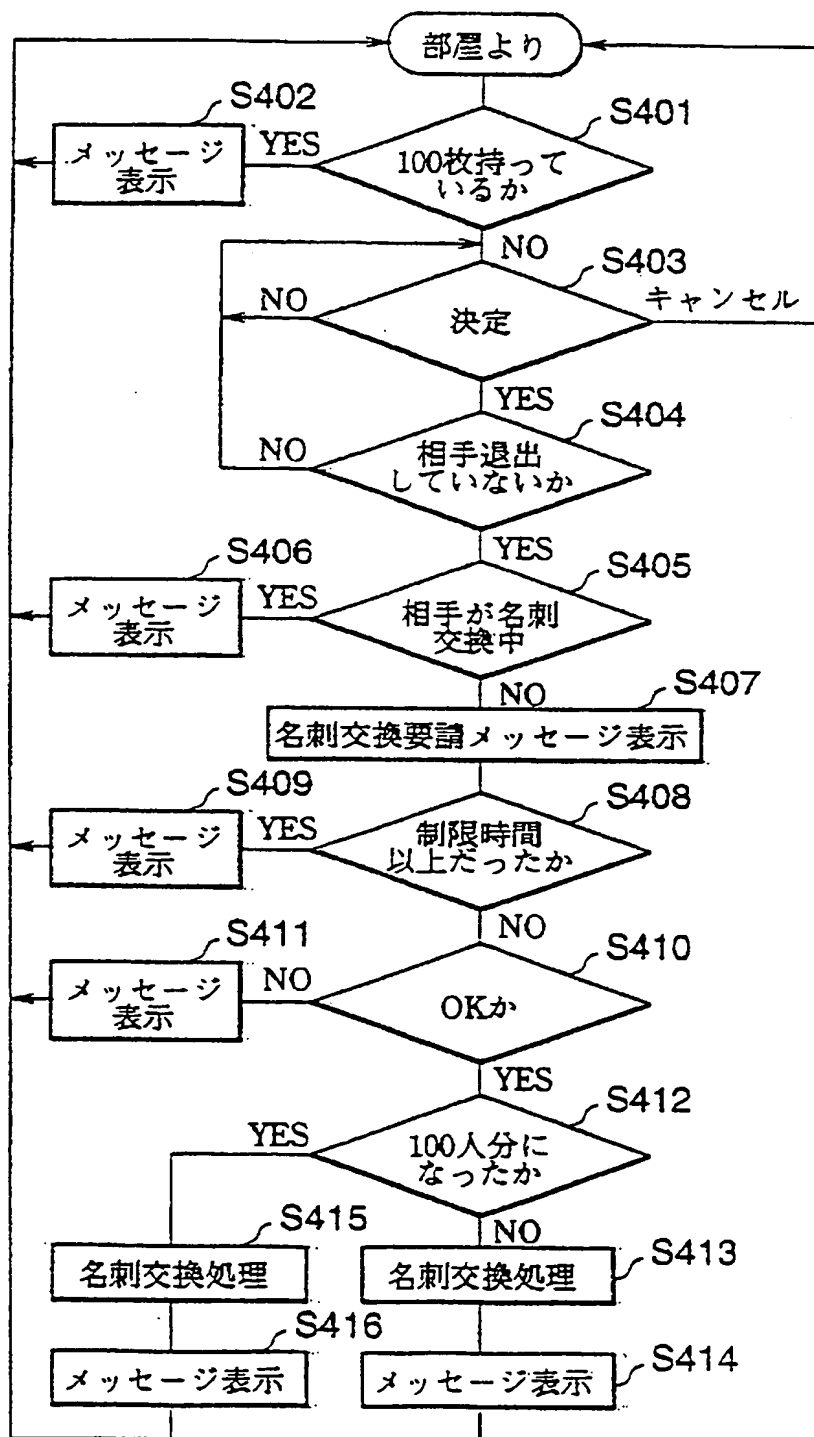 部屋より
S402
S401
メッセージ
表示
YES
100枚持って
いるか
NO
S403
NO
決定
キャンセル
YES
S404
NO
相手退出
していないか
YES
S406
S405
メッセージ
表示
YES
相手が名刺
交換中
NO
S407
名刺交換要請メッセージ表示
S409
S408
メッセージ
表示
YES
制限時間
以上だったか
NO
S411
S410
メッセージ
表示
NO
OKか
YES
S412
YES
100人分に
なったか
S415
NO
S413
名刺交換処理
名刺交換処理
S416
S414
メッセージ表示
メッセージ表示